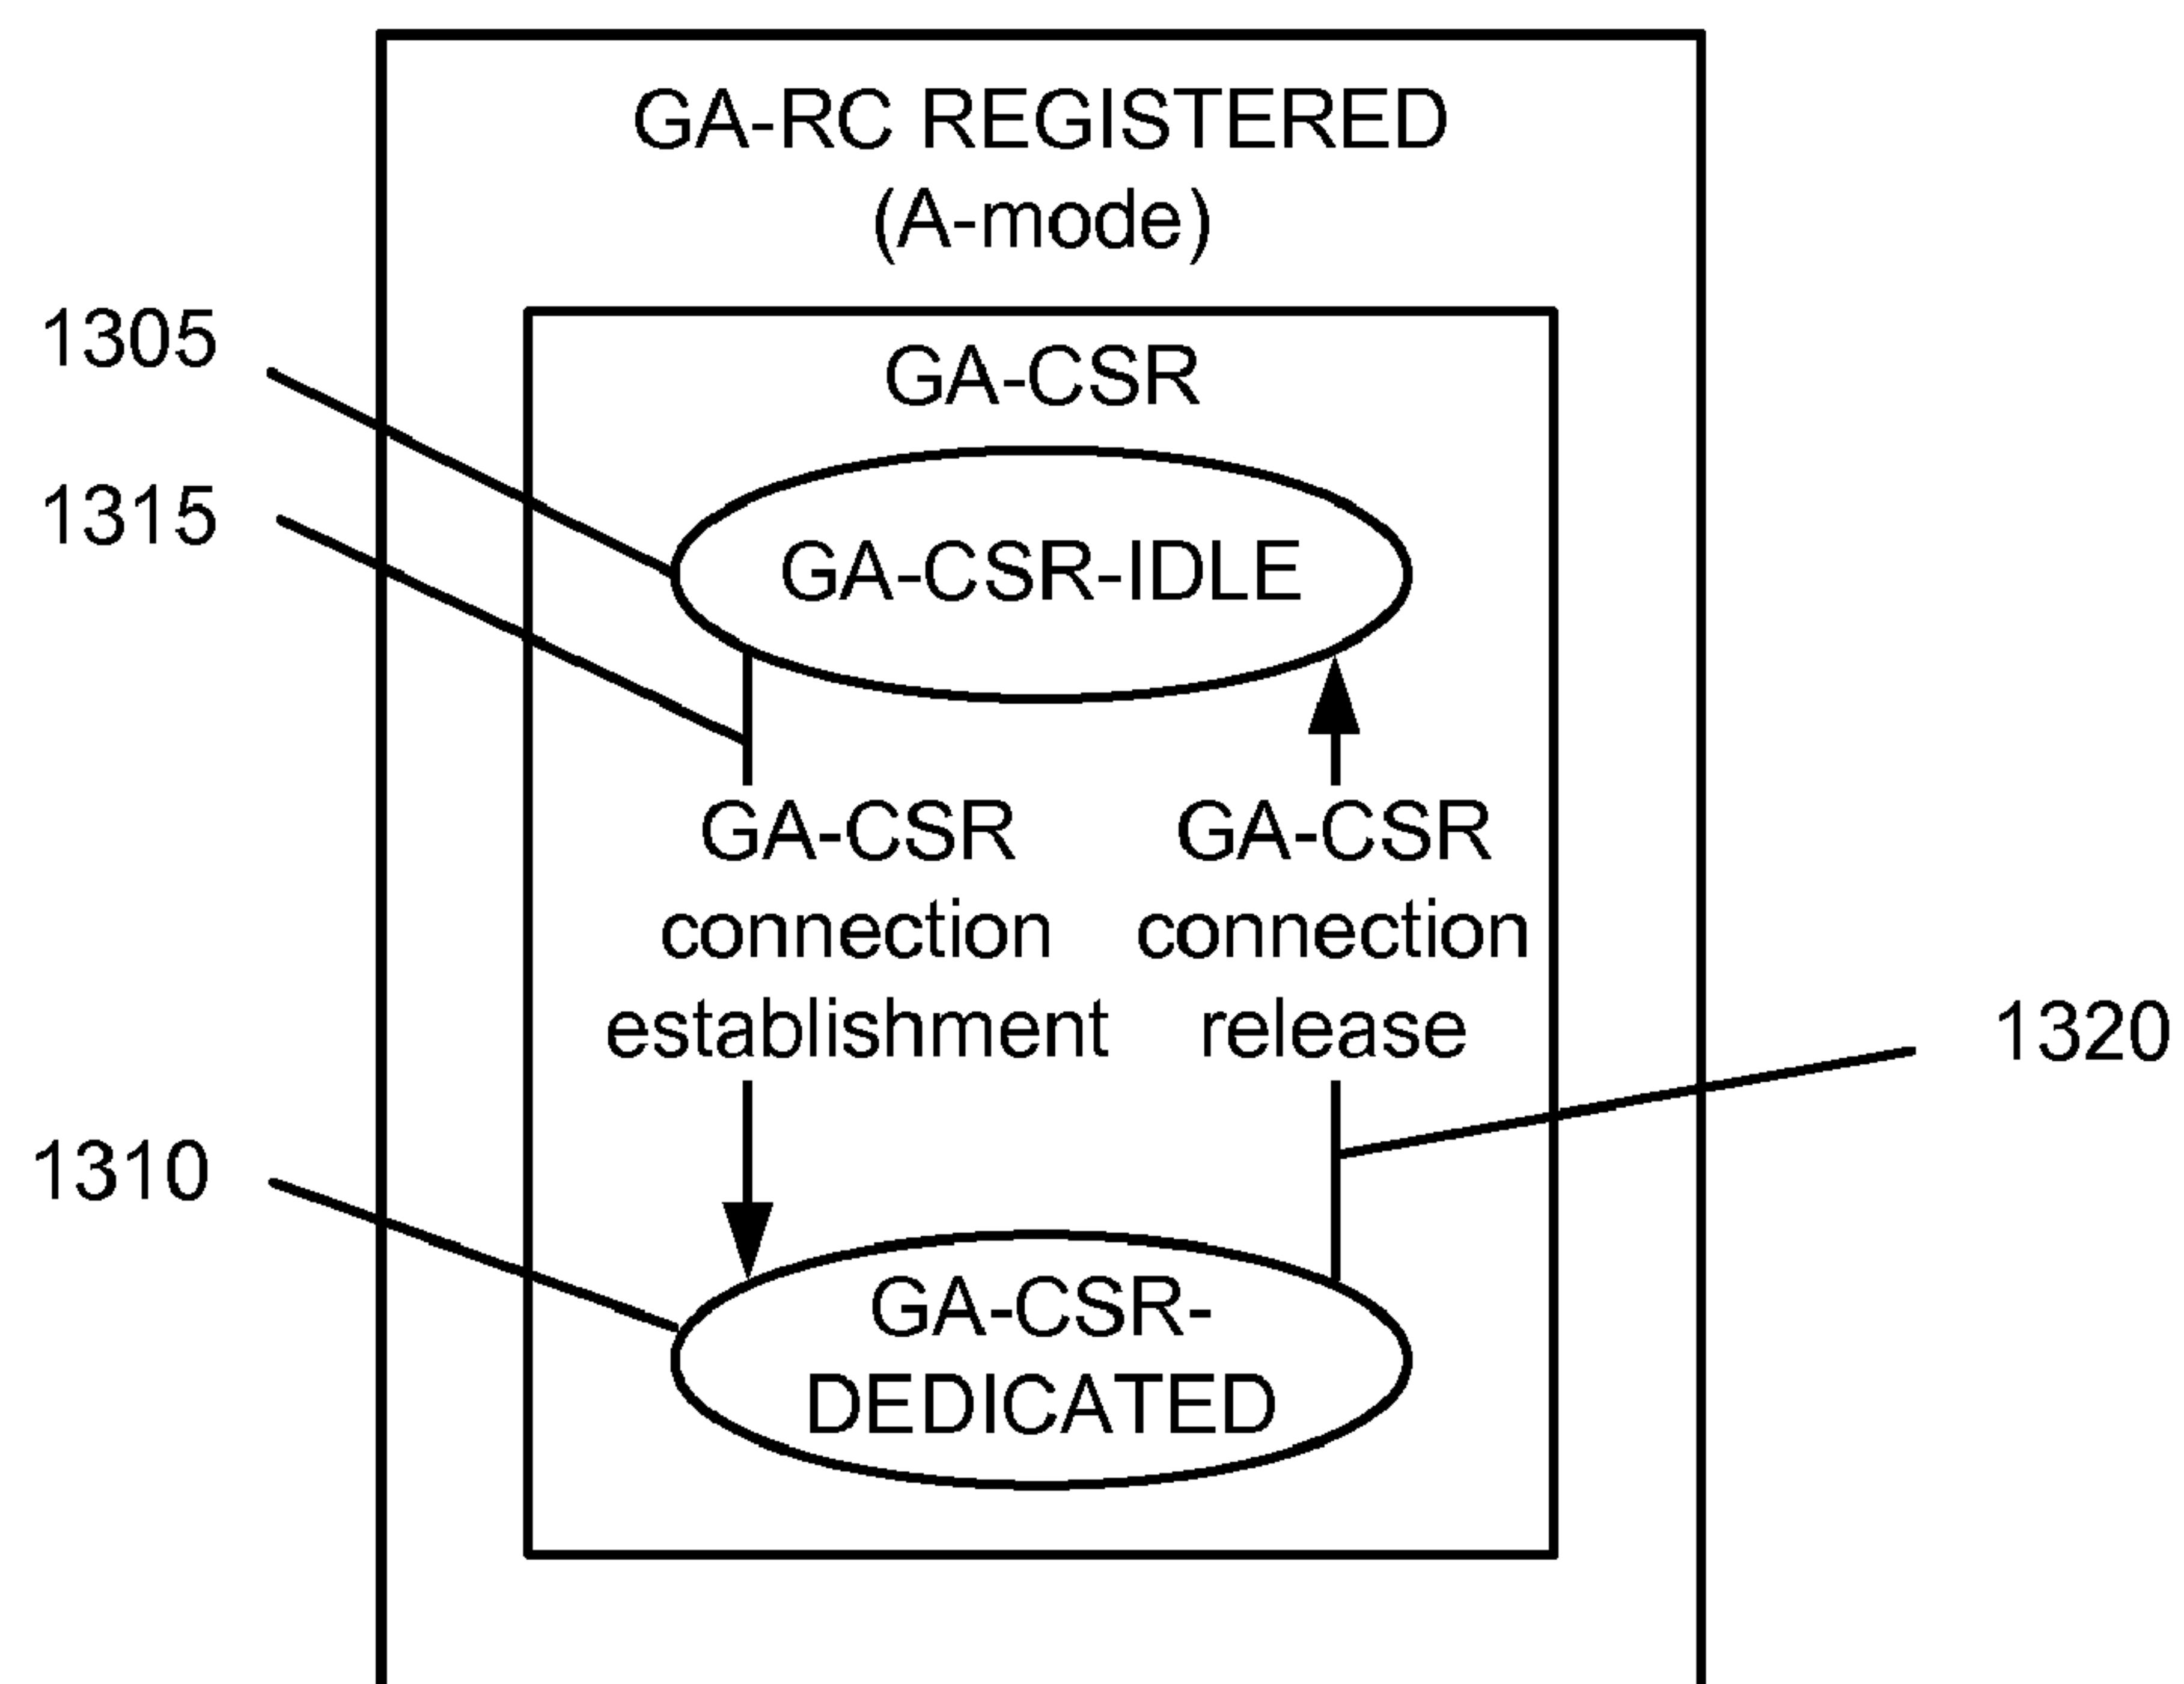 GA-RC REGISTERED
(A-mode)
1305
GA-CSR
1315
GA-CSR-IDLE
GA-CSR
connection
establishment
GA-CSR
connection
release
1320
1310
GA-CSR-
DEDICATED